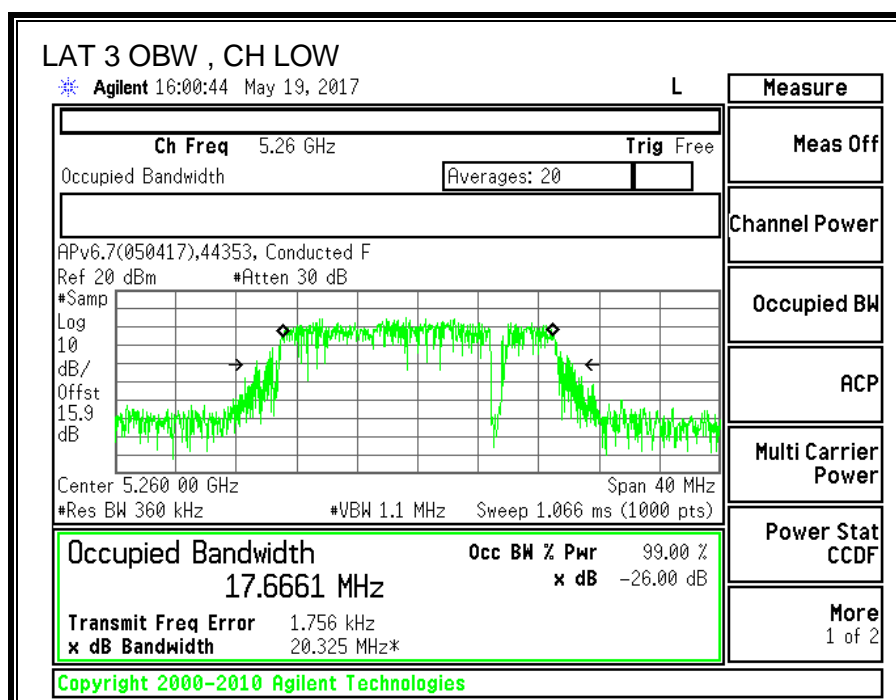 LAT 3 OBW , CH LOW
Agilent 16:00:44 May 19, 2017 L
Measure
Ch Freq 5.26 GHz Trig Free
Meas Off
Occupied Bandwidth Averages: 20
Channel Power
APv6.7(050417),44353, Conducted F
Ref 20 dBm #Atten 30 dB
#Samp
Log
10
dB/
Offst
15.9
dB
Occupied BW
ACP
Multi Carrier
Power
Center 5.260 00 GHz Span 40 MHz
#Res BW 360 kHz #VBW 1.1 MHz Sweep 1.066 ms (1000 pts)
Power Stat
CCDF
Occupied Bandwidth Occ BW % Pwr 99.00 %
17.6661 MHz x dB -26.00 dB
Transmit Freq Error 1.756 kHz
x dB Bandwidth 20.325 MHz*
More
1 of 2
Copyright 2000-2010 Agilent Technologies